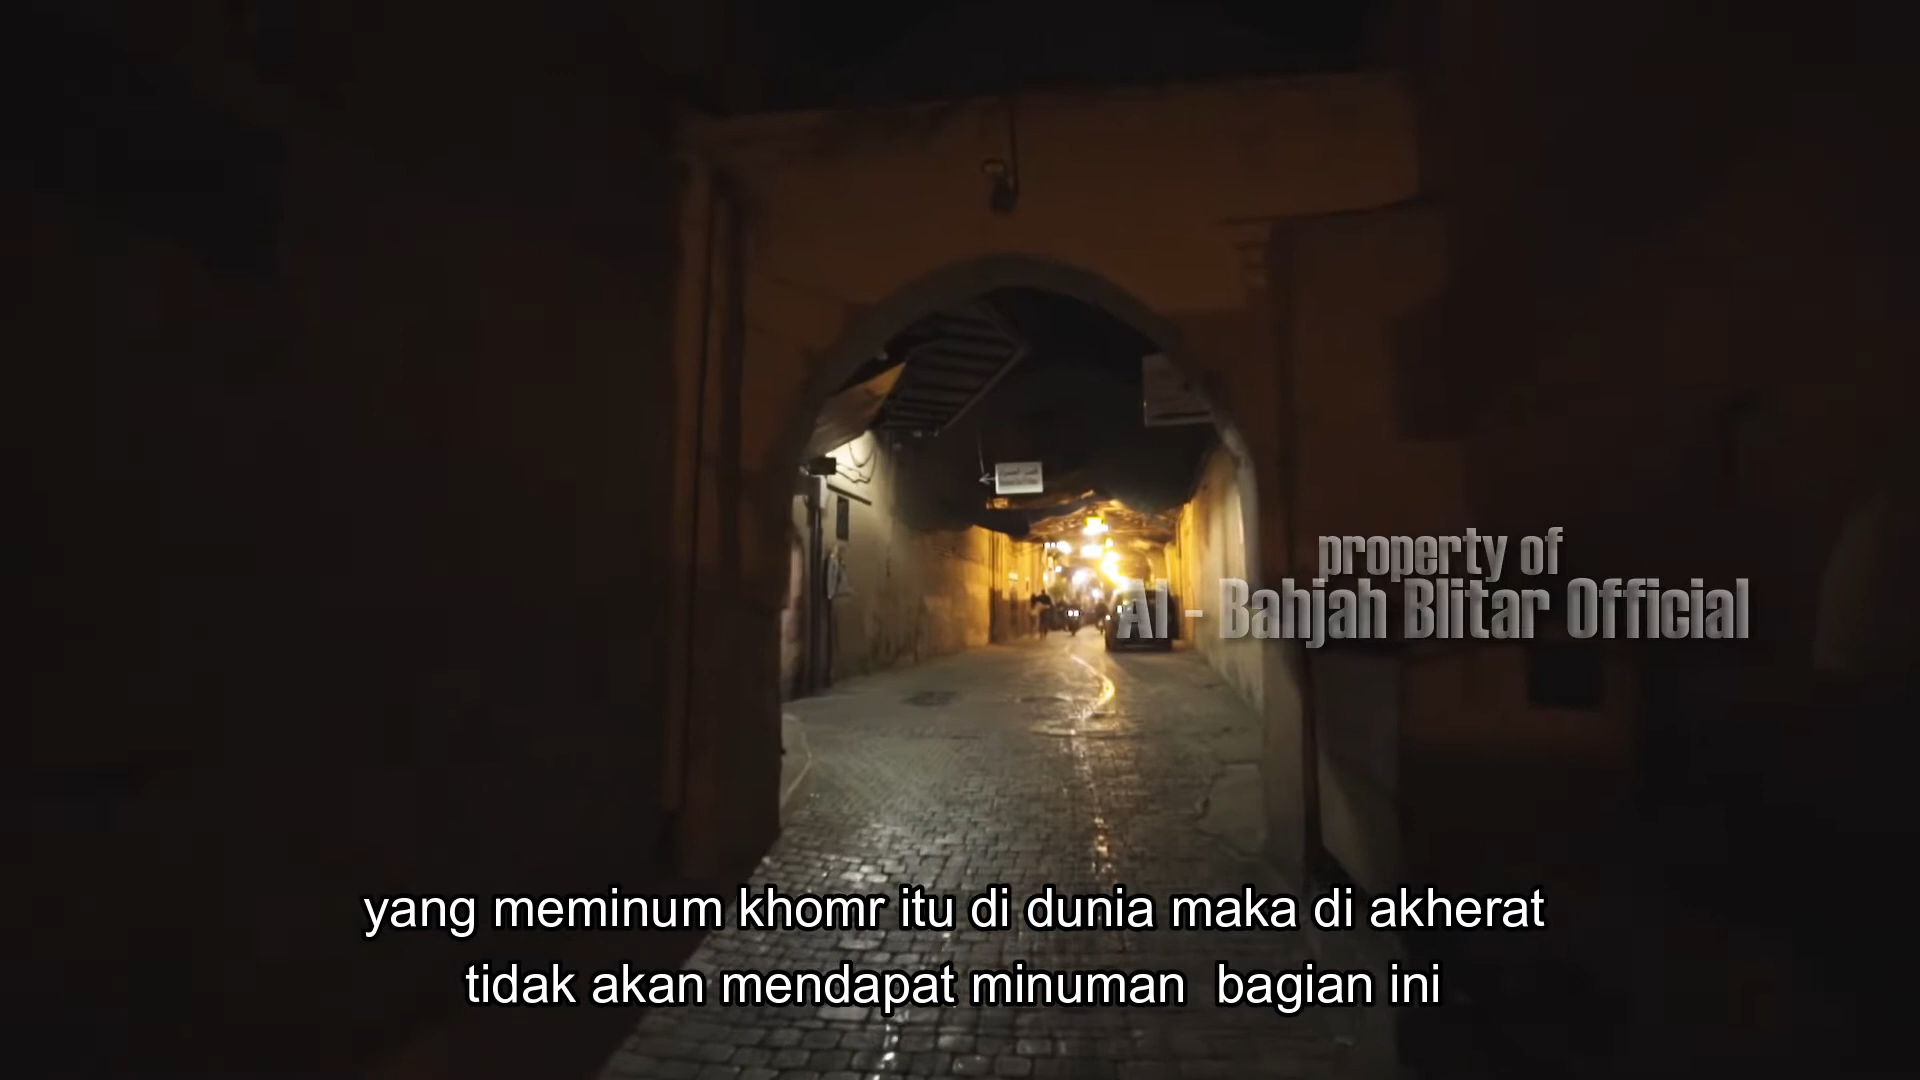 property of
Al - Bahjah Blitar Official
yang meminum khomr itu di dunia maka di akherat
tidak akan mendapat minuman  bagian ini